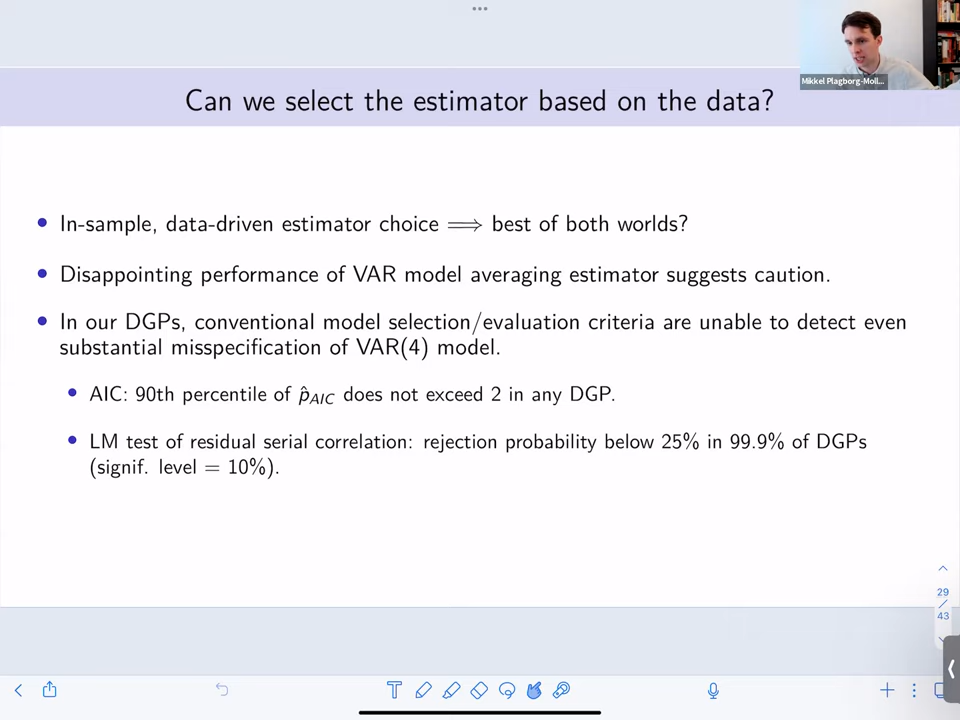 Mikkel Plagborg-Moll...
Can we select the estimator based on the data?
In-sample, data-driven estimator choice ⟹ best of both worlds?
Disappointing performance of VAR model averaging estimator suggests caution.
In our DGPs, conventional model selection/evaluation criteria are unable to detect even
substantial misspecification of VAR(4) model.
AIC: 90th percentile of p̂_AIC does not exceed 2 in any DGP.
LM test of residual serial correlation: rejection probability below 25% in 99.9% of DGPs
(signif. level = 10%).
29
/
43